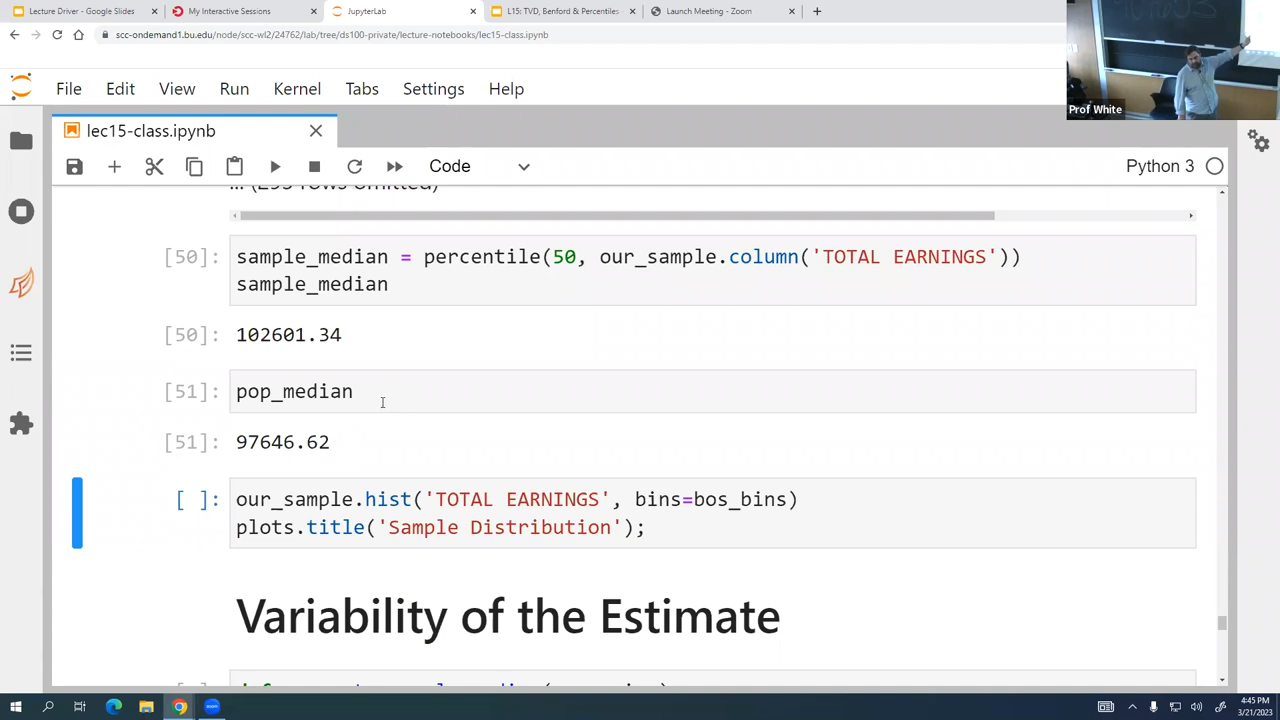 Lecture Driver - Google Slides
My Interactive Sessions
JupyterLab
L15: TVD, Benford & Percentiles
Launch Meeting - Zoom
scc-ondemand1.bu.edu/node/scc-wl2/24762/lab/tree/ds100-private/lecture-notebooks/lec15-class.ipynb
Prof White
File Edit View Run Kernel Tabs Settings Help
lec15-class.ipynb
Code
Python 3
[50]: sample_median = percentile(50, our_sample.column('TOTAL EARNINGS'))
sample_median
[50]: 102601.34
[51]: pop_median
[51]: 97646.62
[ ]: our_sample.hist('TOTAL EARNINGS', bins=bos_bins)
plots.title('Sample Distribution');
Variability of the Estimate
4:45 PM
3/21/2023